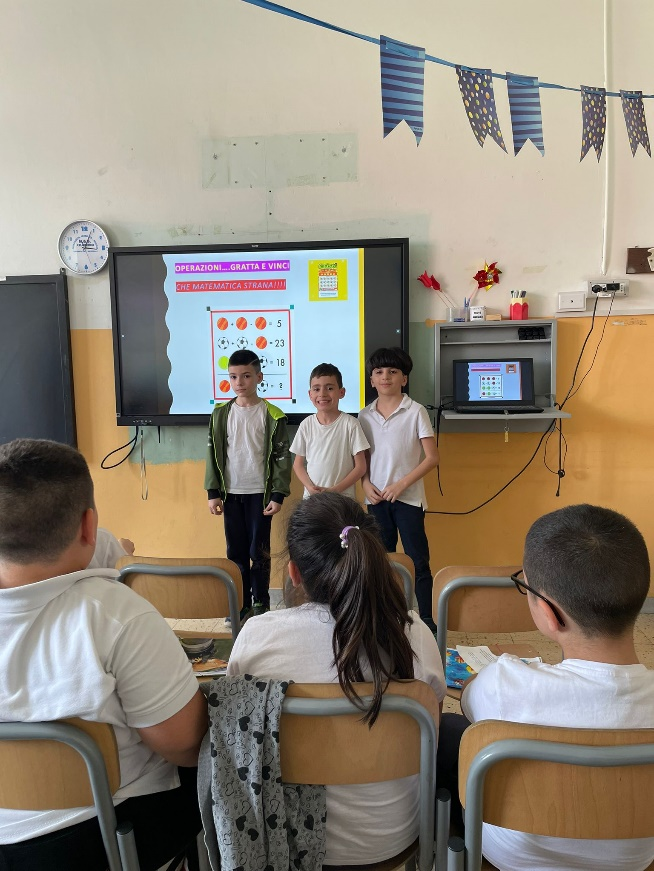 OPERAZIONI....GRATTA E VINCI
CHE MATEMATICA STRANA!!!!
+ + = 5
= 23
= 18
= ?